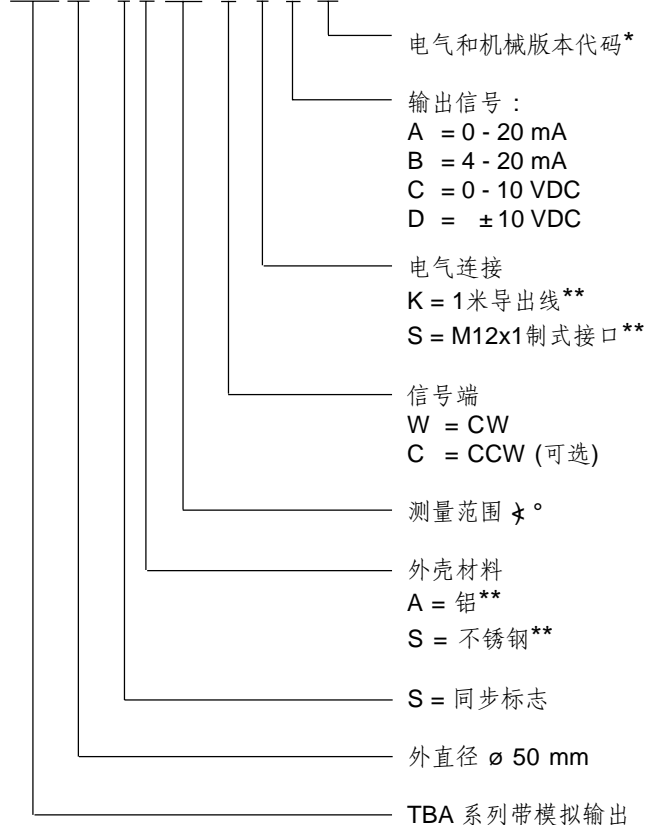 电气和机械版本代码*
输出信号：
A = 0 - 20 mA
B = 4 - 20 mA
C = 0 - 10 VDC
D = ±10 VDC
电气连接
K = 1米导出线**
S = M12x1制式接口**
信号端
W = CW
C = CCW (可选)
测量范围 ∡ °
外壳材料
A = 铝**
S = 不锈钢**
S = 同步标志
外直径 ø 50 mm
TBA 系列带模拟输出